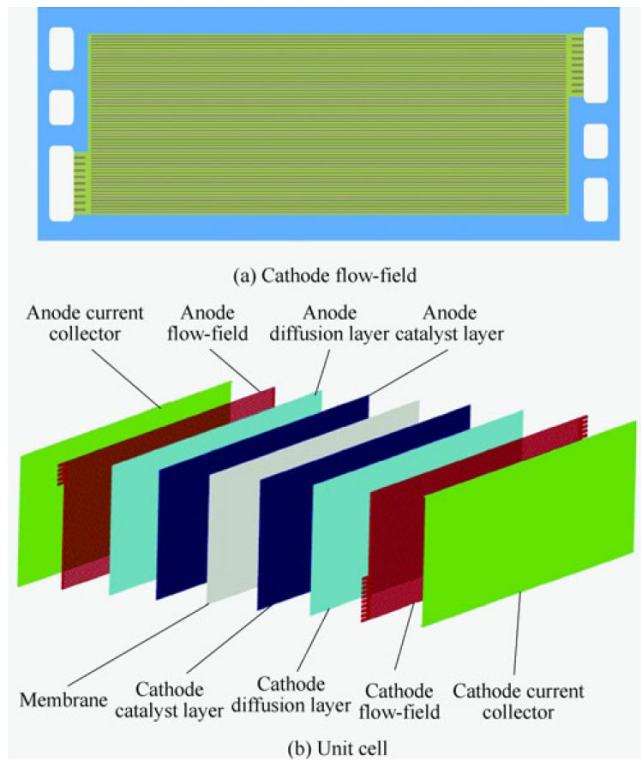 (a) Cathode flow-field
Anode current
collector
Anode
flow-field
Anode
diffusion layer
Anode
catalyst layer
Membrane
Cathode
catalyst layer
Cathode
diffusion layer
Cathode
flow-field
Cathode current
collector
(b) Unit cell